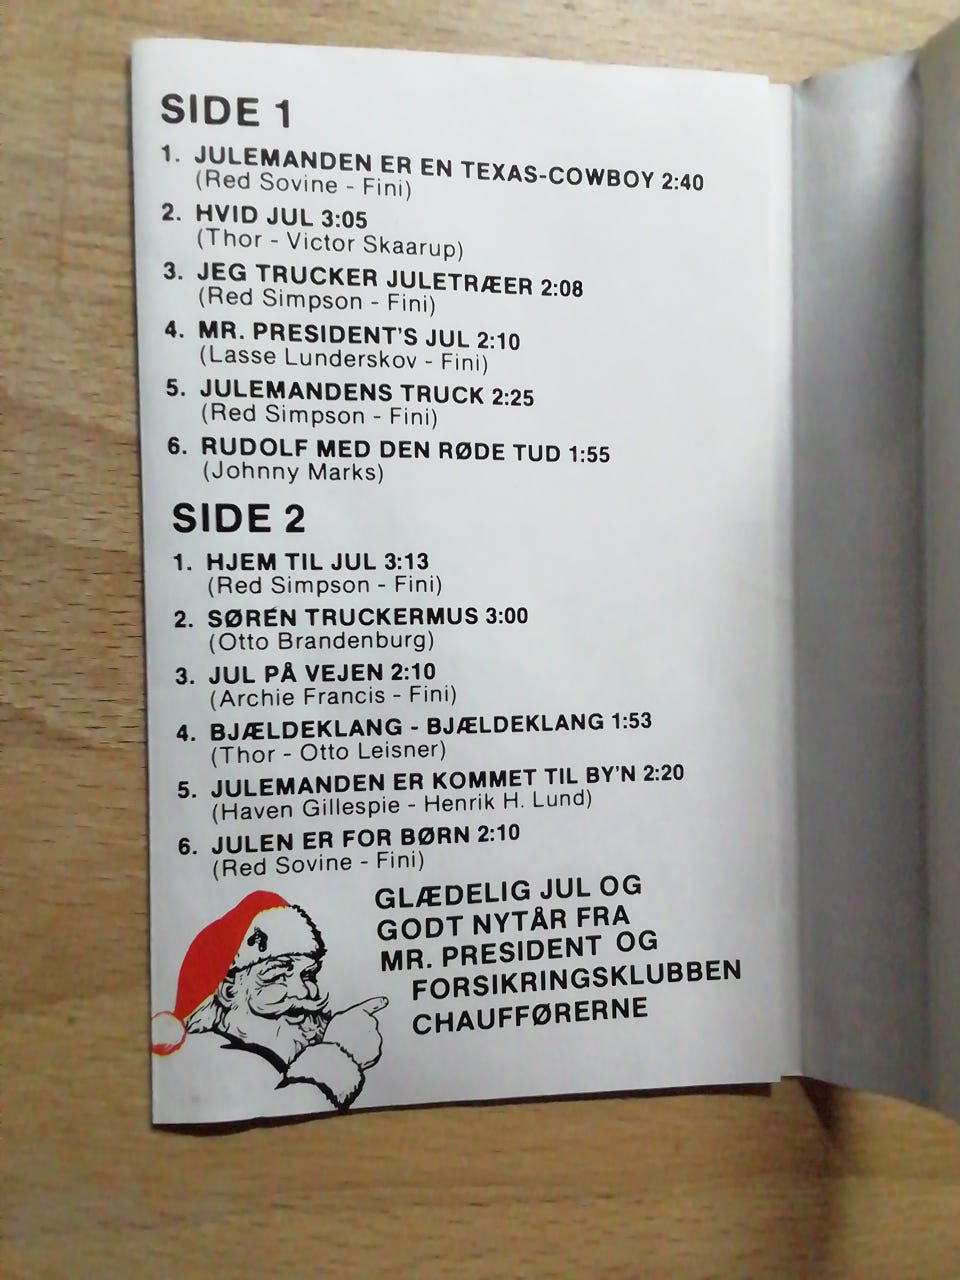 SIDE 1
1. JULEMANDEN ER EN TEXAS-COWBOY 2:40
(Red Sovine - Fini)
2. HVID JUL 3:05
(Thor - Victor Skaarup)
3. JEG TRUCKER JULETRÆER 2:08
(Red Simpson - Fini)
4. MR. PRESIDENT'S JUL 2:10
(Lasse Lunderskov - Fini)
5. JULEMANDENS TRUCK 2:25
(Red Simpson - Fini)
6. RUDOLF MED DEN RØDE TUD 1:55
(Johnny Marks)
SIDE 2
1. HJEM TIL JUL 3:13
(Red Simpson - Fini)
2. SØRÉN TRUCKERMUS 3:00
(Otto Brandenburg)
3. JUL PÅ VEJEN 2:10
(Archie Francis - Fini)
4. BJÆLDEKLANG - BJÆLDEKLANG 1:53
(Thor - Otto Leisner)
5. JULEMANDEN ER KOMMET TIL BY'N 2:20
(Haven Gillespie - Henrik H. Lund)
6. JULEN ER FOR BØRN 2:10
(Red Sovine - Fini)
GLÆDELIG JUL OG
GODT NYTÅR FRA
MR. PRESIDENT OG
FORSIKRINGSKLUBBEN
CHAUFFØRERNE